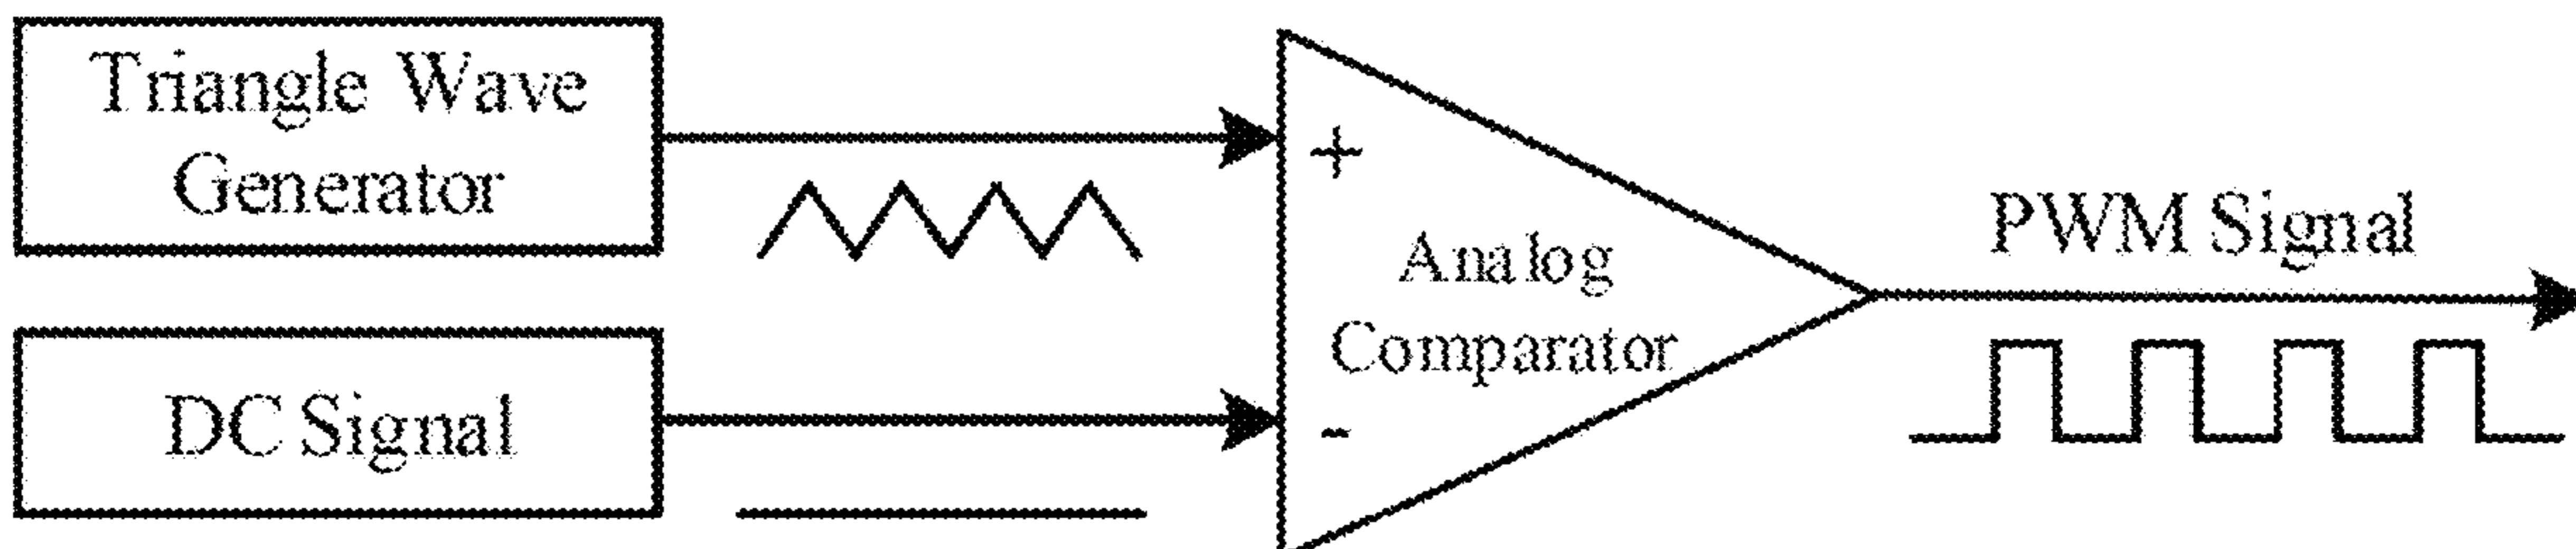 Triangle Wave
Generator
+
Analog
Comparator
PWM Signal
DC Signal
-